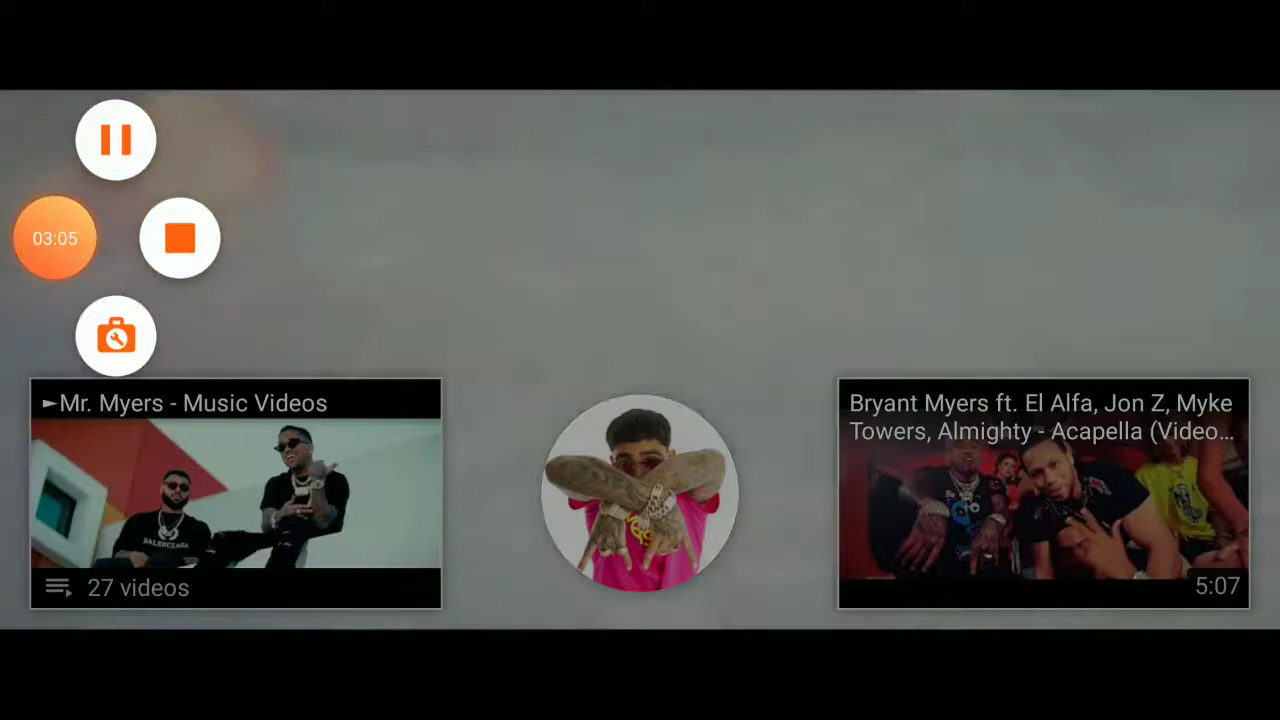 03:05
►Mr. Myers - Music Videos
BALENCIAGA
27 videos
Bryant Myers ft. El Alfa, Jon Z, Myke
Towers, Almighty - Acapella (Video...
5:07